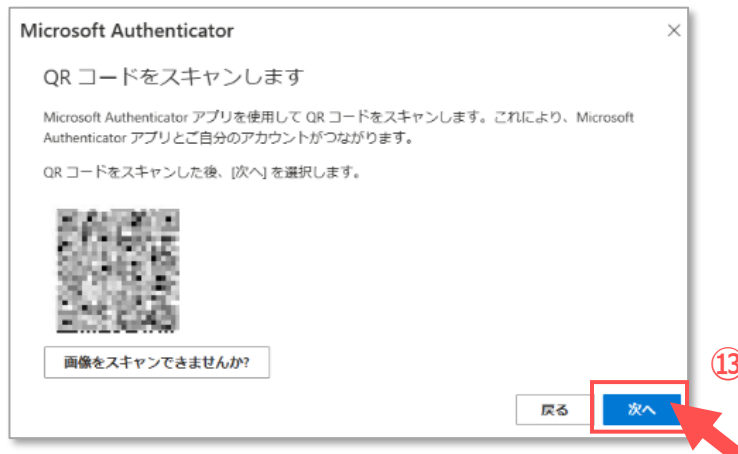 Microsoft Authenticator
QR コードをスキャンします
Microsoft Authenticator アプリを使用して QR コードをスキャンします。これにより、Microsoft
Authenticator アプリとご自分のアカウントがつながります。
QR コードをスキャンした後、[次へ] を選択します。
画像をスキャンできませんか?
⑬
戻る 次へ